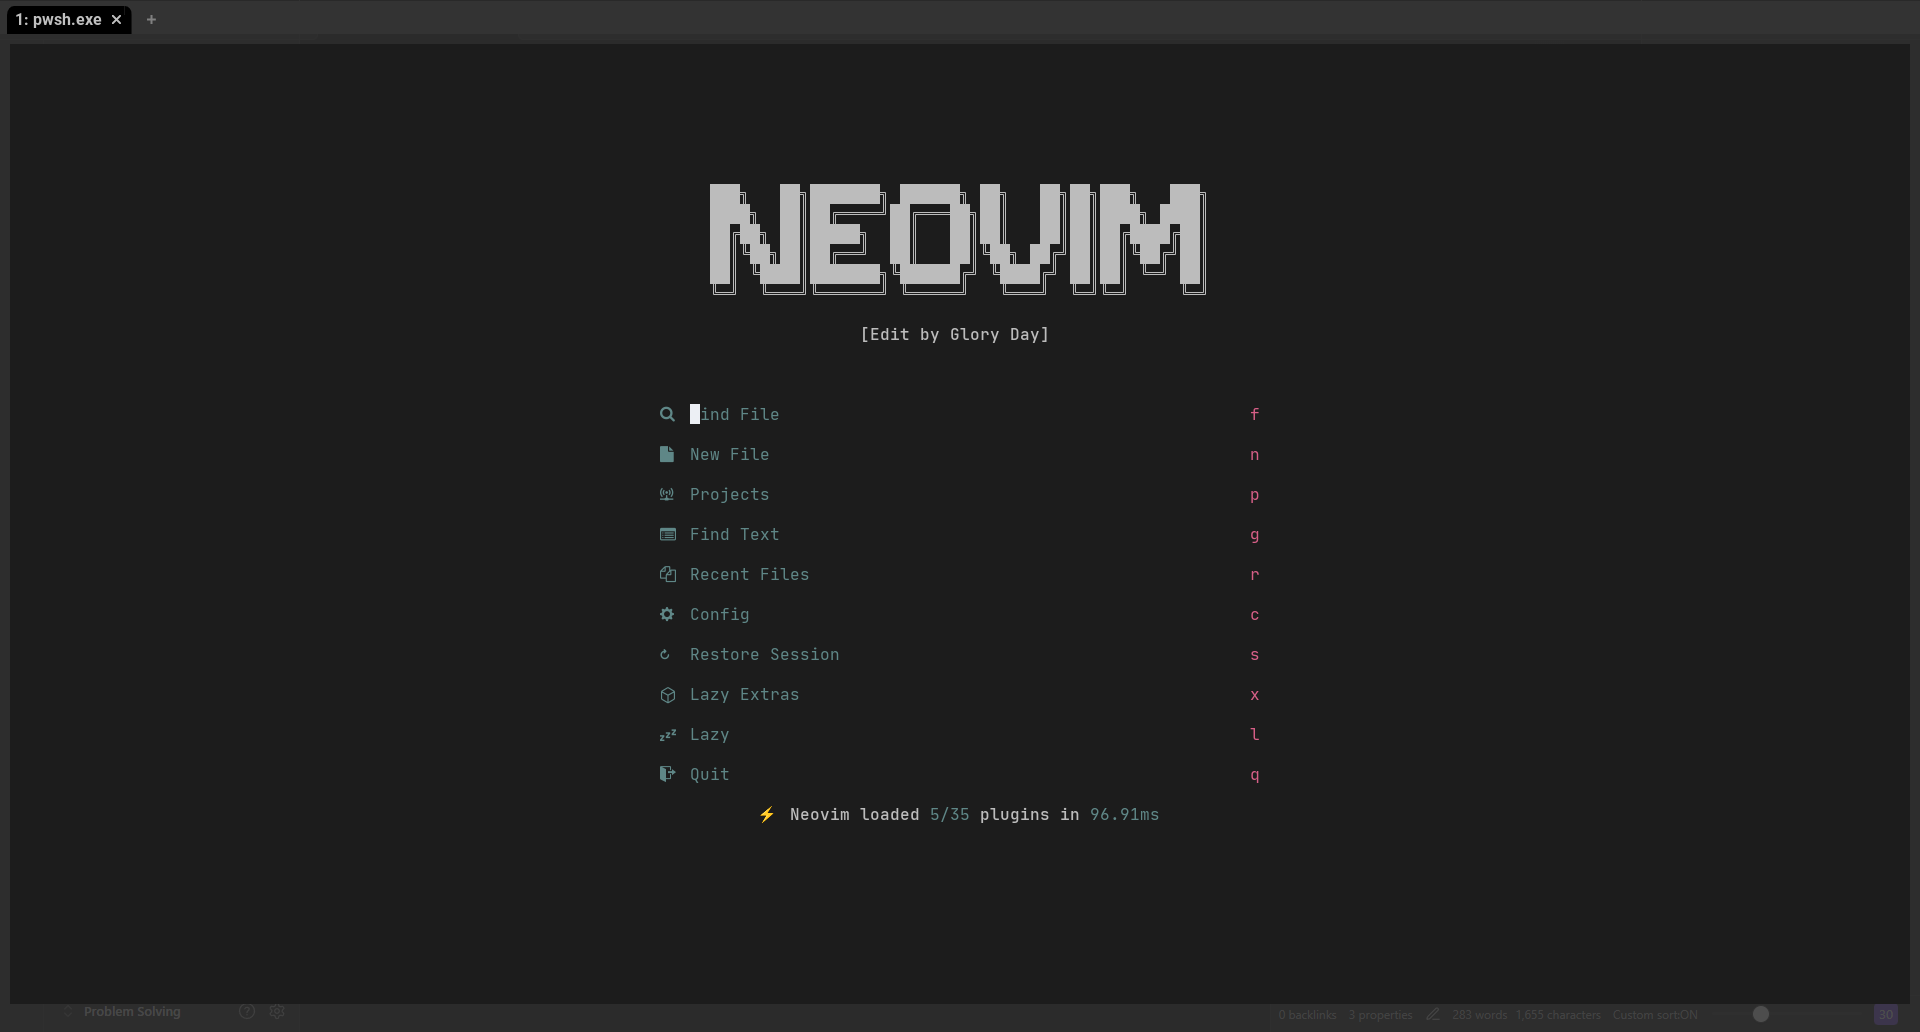 1: pwsh.exe × +
NEOVIM
[Edit by Glory Day]
ind File f
New File n
Projects p
Find Text g
Recent Files r
Config c
Restore Session s
Lazy Extras x
zzz Lazy l
Quit q
⚡ Neovim loaded 5/35 plugins in 96.91ms
Problem Solving
0 backlinks 3 properties 283 words 1,655 characters Custom sort:ON 30